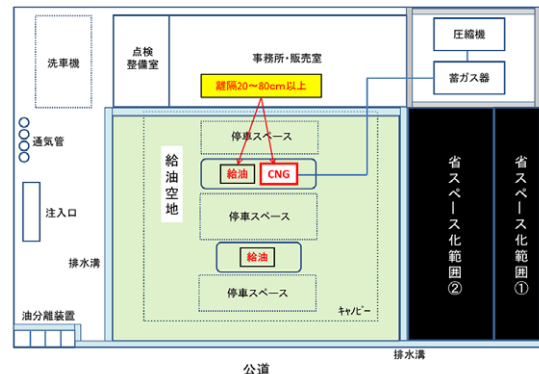 洗車機
点検
整備室
事務所・販売室
圧縮機
蓄ガス器
離隔20~80cm以上
通気管
給油空地
停車スペース
給油
CNG
注入口
停車スペース
省スペース化範囲②
省スペース化範囲①
給油
排水溝
停車スペース
キャノピー
油分離装置
排水溝
公道